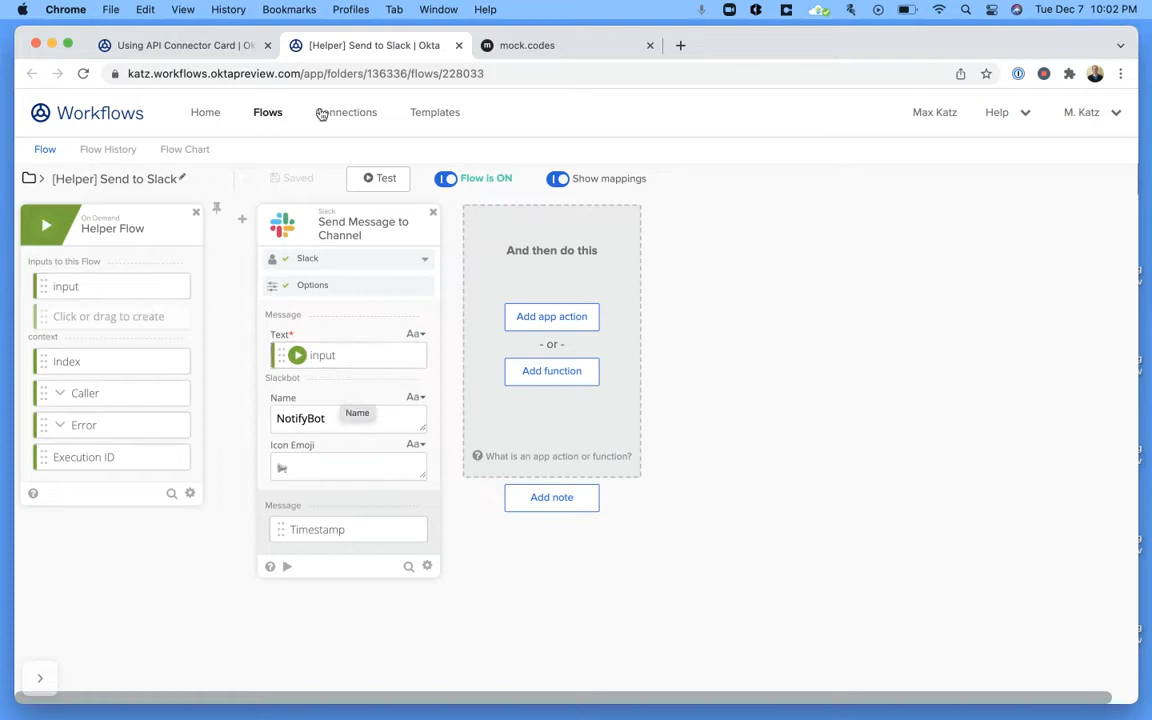 Chrome File Edit View History Bookmarks Profiles Tab Window Help Tue Dec 7 10:02 PM
Using API Connector Card | Ok
[Helper] Send to Slack | Okta
mock.codes
katz.workflows.oktapreview.com/app/folders/136336/flows/228033
Workflows Home Flows Connections Templates Max Katz Help M. Katz
Flow Flow History Flow Chart
[Helper] Send to Slack Saved Test Flow is ON Show mappings
On Demand
Helper Flow
Inputs to this Flow
input
Click or drag to create
context
Index
Caller
Error
Execution ID
Slack
Send Message to
Channel
Slack
Options
Message
Text* Aa
input
Slackbot
Name Aa
NotifyBot Name
Icon Emoji Aa
Message
Timestamp
And then do this
Add app action
- or -
Add function
What is an app action or function?
Add note